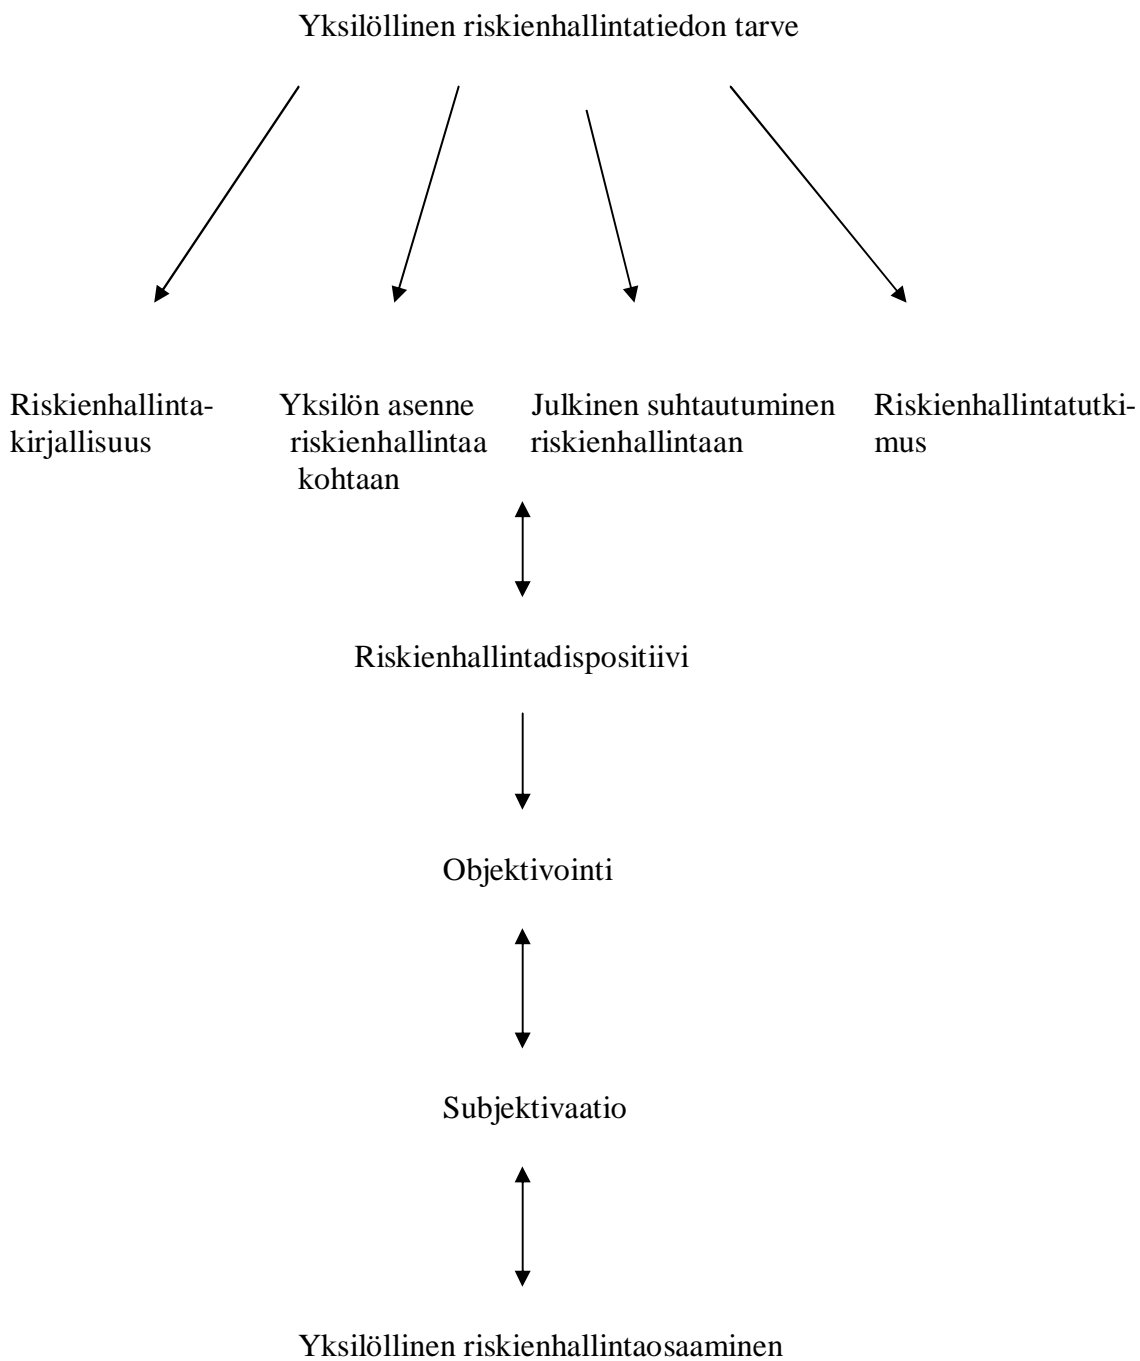 Yksilöllinen riskienhallintatiedon tarve
Riskienhallinta-
kirjallisuus
Yksilön asenne
riskienhallintaa
kohtaan
Julkinen suhtautuminen
riskienhallintaan
Riskienhallintatutki-
mus
Riskienhallintadispositiivi
Objektivointi
Subjektivaatio
Yksilöllinen riskienhallintaosaaminen